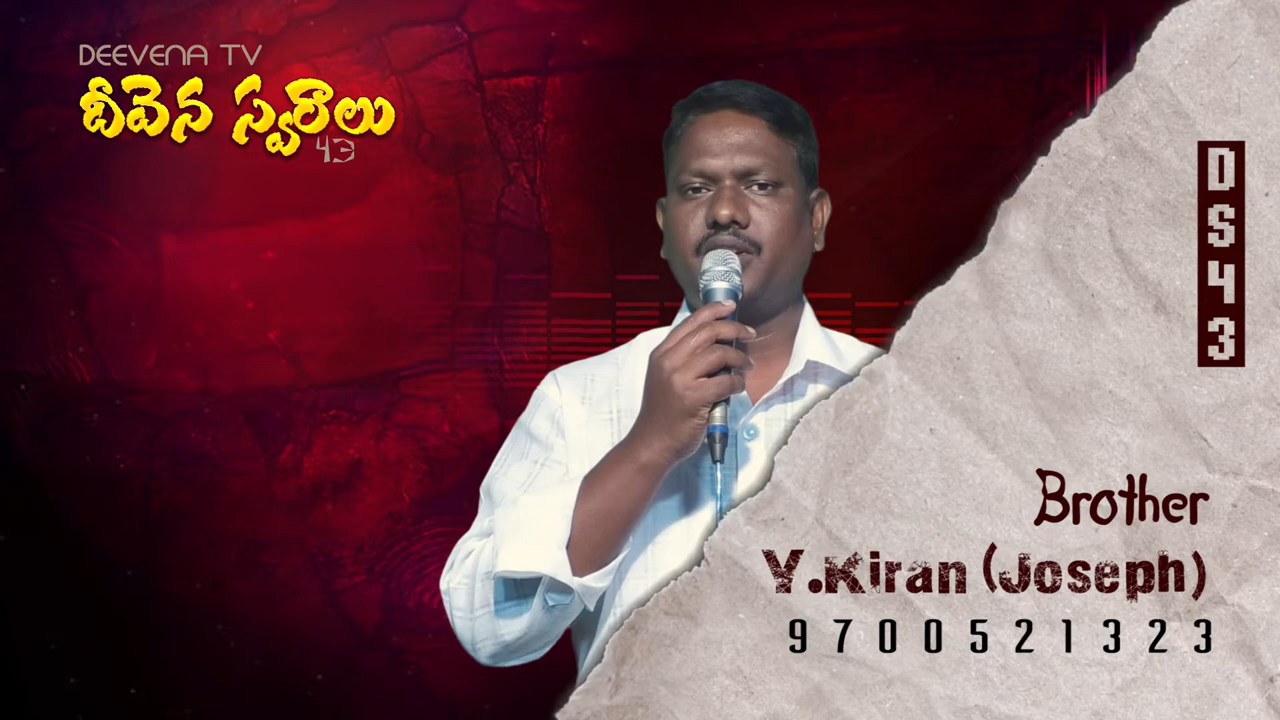 DEEVENA TV
దీవెన స్వరాలు
43
DS43
Brother
Y.Kiran (Joseph)
9700521323